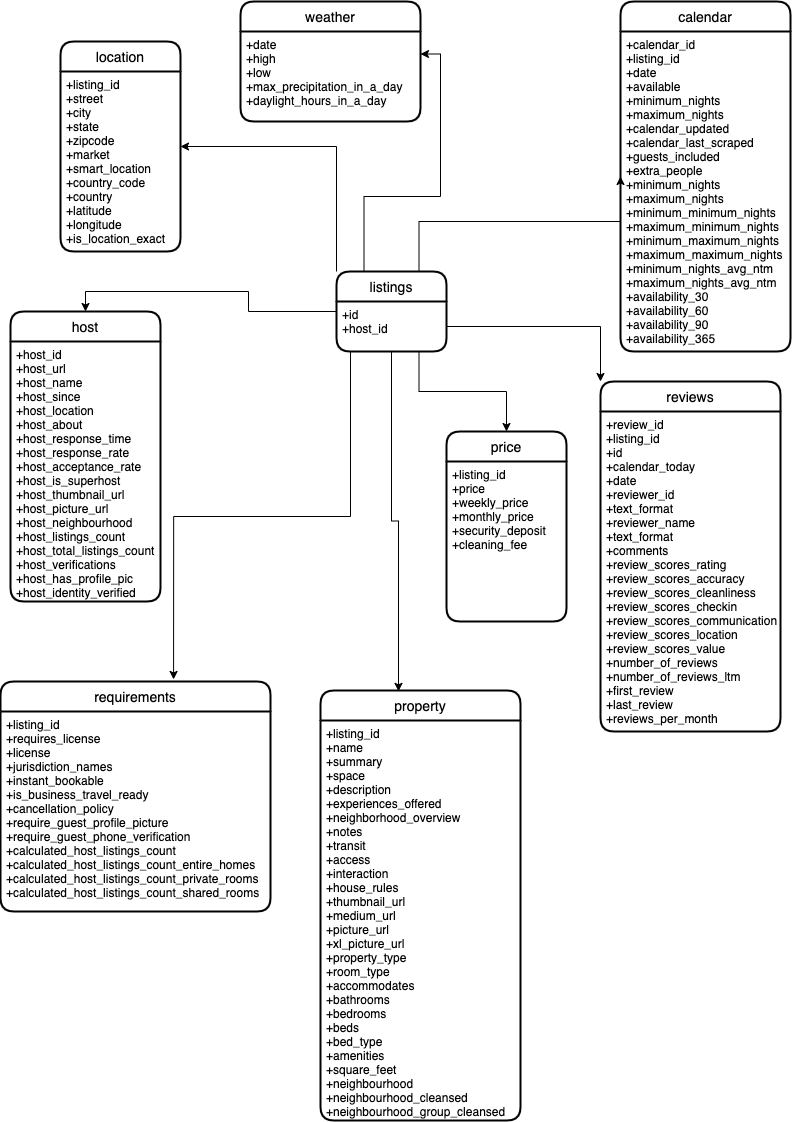 weather
+date
+high
+low
+max_precipitation_in_a_day
+daylight_hours_in_a_day
calendar
+calendar_id
+listing_id
+date
+available
+minimum_nights
+maximum_nights
+calendar_updated
+calendar_last_scraped
+guests_included
+extra_people
+minimum_nights
+maximum_nights
+minimum_minimum_nights
+maximum_minimum_nights
+minimum_maximum_nights
+maximum_maximum_nights
+minimum_nights_avg_ntm
+maximum_nights_avg_ntm
+availability_30
+availability_60
+availability_90
+availability_365
location
+listing_id
+street
+city
+state
+zipcode
+market
+smart_location
+country_code
+country
+latitude
+longitude
+is_location_exact
listings
+id
+host_id
host
+host_id
+host_url
+host_name
+host_since
+host_location
+host_about
+host_response_time
+host_response_rate
+host_acceptance_rate
+host_is_superhost
+host_thumbnail_url
+host_picture_url
+host_neighbourhood
+host_listings_count
+host_total_listings_count
+host_verifications
+host_has_profile_pic
+host_identity_verified
reviews
+review_id
+listing_id
+id
+calendar_today
+date
+reviewer_id
+text_format
+reviewer_name
+text_format
+comments
+review_scores_rating
+review_scores_accuracy
+review_scores_cleanliness
+review_scores_checkin
+review_scores_communication
+review_scores_location
+review_scores_value
+number_of_reviews
+number_of_reviews_ltm
+first_review
+last_review
+reviews_per_month
price
+listing_id
+price
+weekly_price
+monthly_price
+security_deposit
+cleaning_fee
requirements
+listing_id
+requires_license
+license
+jurisdiction_names
+instant_bookable
+is_business_travel_ready
+cancellation_policy
+require_guest_profile_picture
+require_guest_phone_verification
+calculated_host_listings_count
+calculated_host_listings_count_entire_homes
+calculated_host_listings_count_private_rooms
+calculated_host_listings_count_shared_rooms
property
+listing_id
+name
+summary
+space
+description
+experiences_offered
+neighborhood_overview
+notes
+transit
+access
+interaction
+house_rules
+thumbnail_url
+medium_url
+picture_url
+xl_picture_url
+property_type
+room_type
+accommodates
+bathrooms
+bedrooms
+beds
+bed_type
+amenities
+square_feet
+neighbourhood
+neighbourhood_cleansed
+neighbourhood_group_cleansed